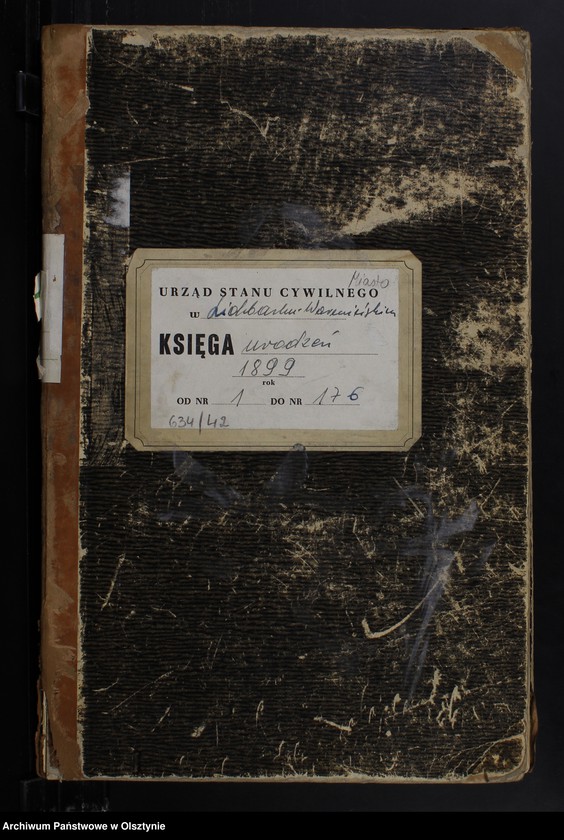 Miasto
URZĄD STANU CYWILNEGO
w Lidzbarku-Warmińskim
KSIĘGA urodzeń
1899
rok
OD NR 1 DO NR 176
634/42
Archiwum Państwowe w Olsztynie